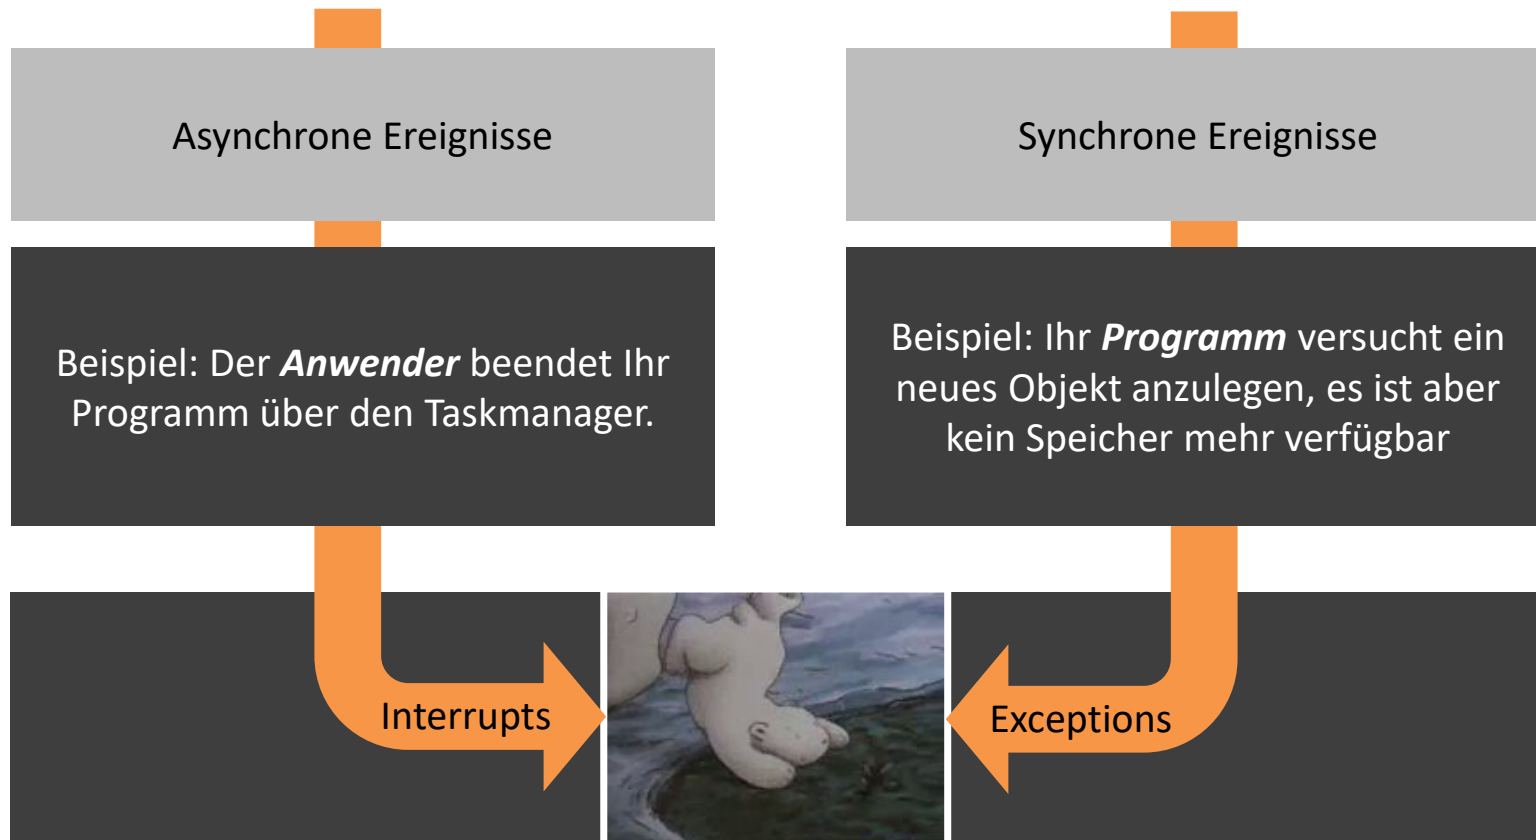 Asynchrone Ereignisse
Beispiel: Der Anwender beendet Ihr
Programm über den Taskmanager.
Interrupts
Synchrone Ereignisse
Beispiel: Ihr Programm versucht ein
neues Objekt anzulegen, es ist aber
kein Speicher mehr verfügbar
Exceptions